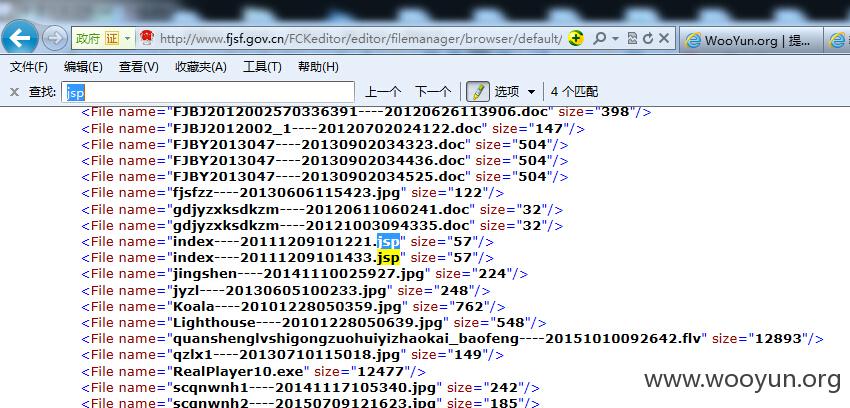 政府 证 http://www.fjsf.gov.cn/FCKeditor/editor/filemanager/browser/default/ WooYun.org | 提...
文件(F) 编辑(E) 查看(V) 收藏夹(A) 工具(T) 帮助(H)
查找: jsp 上一个 下一个 选项 4 个匹配
<File name="FJBJ2012002570336391----20120626113906.doc" size="398"/>
<File name="FJBJ2012002_1----20120702024122.doc" size="147"/>
<File name="FJBY2013047----20130902034323.doc" size="504"/>
<File name="FJBY2013047----20130902034436.doc" size="504"/>
<File name="FJBY2013047----20130902034525.doc" size="504"/>
<File name="fjsfzz----20130606115423.jpg" size="122"/>
<File name="gdjyzxksdkzm----20120611060241.doc" size="32"/>
<File name="gdjyzxksdkzm----20121003094335.doc" size="32"/>
<File name="index----20111209101221.jsp" size="57"/>
<File name="index----20111209101433.jsp" size="57"/>
<File name="jingshen----20141110025927.jpg" size="224"/>
<File name="jyzl----20130605100233.jpg" size="248"/>
<File name="Koala----20101228050359.jpg" size="762"/>
<File name="Lighthouse----20101228050639.jpg" size="548"/>
<File name="quanshenglvshigongzuohuiyizhaokai_baofeng----20151010092642.flv" size="12893"/>
<File name="qzlx1----20130710115018.jpg" size="149"/>
<File name="RealPlayer10.exe" size="12477"/>
<File name="scqnwnh1----20141117105340.jpg" size="242"/>
<File name="scqnwnh2----20150709121623.jpg" size="185"/>
www.wooyun.org